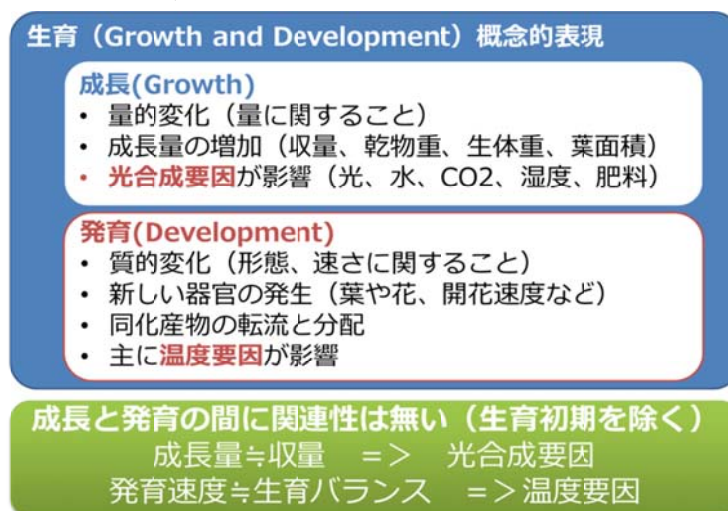 生育（Growth and Development）概念的表現
成長(Growth)
• 量的変化（量に関すること）
• 成長量の増加（収量、乾物重、生体重、葉面積）
• 光合成要因が影響（光、水、CO2、湿度、肥料）
発育(Development)
• 質的変化（形態、速さに関すること）
• 新しい器官の発生（葉や花、開花速度など）
• 同化産物の転流と分配
• 主に温度要因が影響
成長と発育の間に関連性は無い（生育初期を除く）
成長量≒収量　＝＞　光合成要因
発育速度≒生育バランス　＝＞温度要因